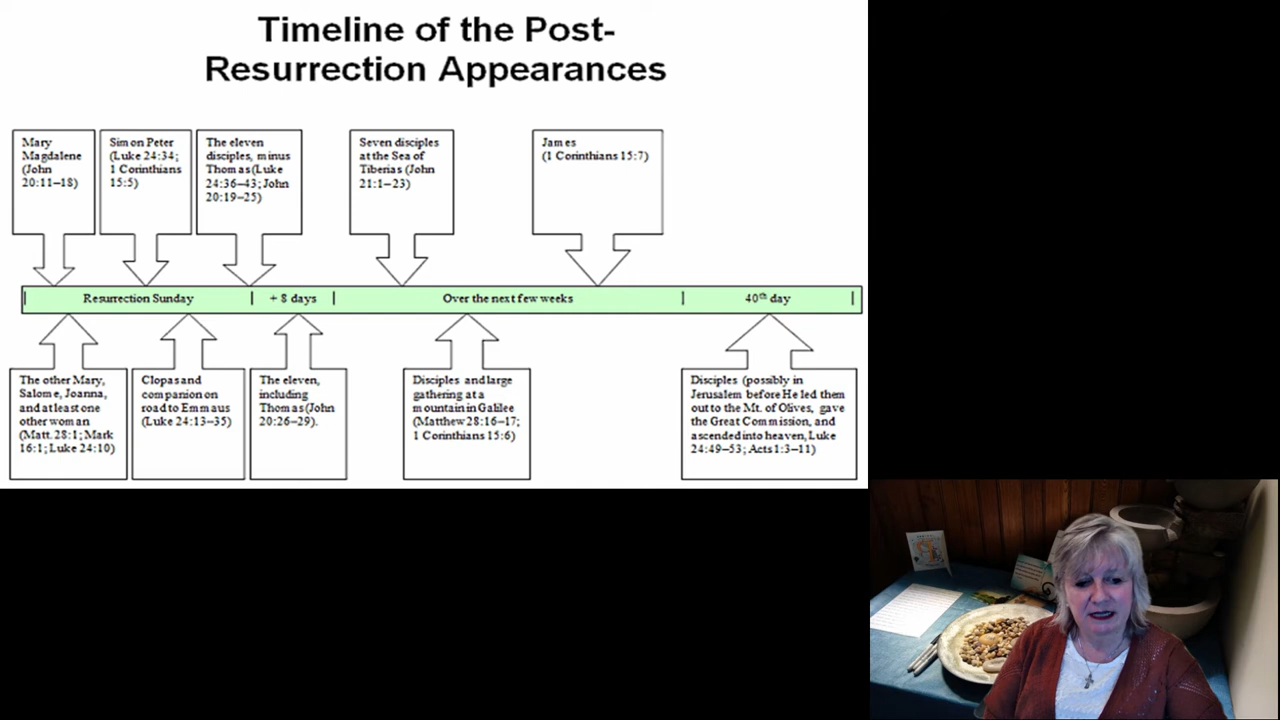 Timeline of the Post-
Resurrection Appearances
Mary
Magdalene
(John
20:11–18)
Simon Peter
(Luke 24:34;
1 Corinthians
15:5)
The eleven
disciples, minus
Thomas (Luke
24:36–43; John
20:19–25)
Seven disciples
at the Sea of
Tiberias (John
21:1–23)
James
(1 Corinthians 15:7)
Resurrection Sunday
+ 8 days
Over the next few weeks
40th day
The other Mary,
Salome, Joanna,
and at least one
other woman
(Matt. 28:1; Mark
16:1; Luke 24:10)
Clopas and
companion on
road to Emmaus
(Luke 24:13–35)
The eleven,
including
Thomas (John
20:26–29).
Disciples and large
gathering at a
mountain in Galilee
(Matthew 28:16–17;
1 Corinthians 15:6)
Disciples (possibly in
Jerusalem before He led them
out to the Mt. of Olives, gave
the Great Commission, and
ascended into heaven, Luke
24:49–53; Acts 1:3–11)